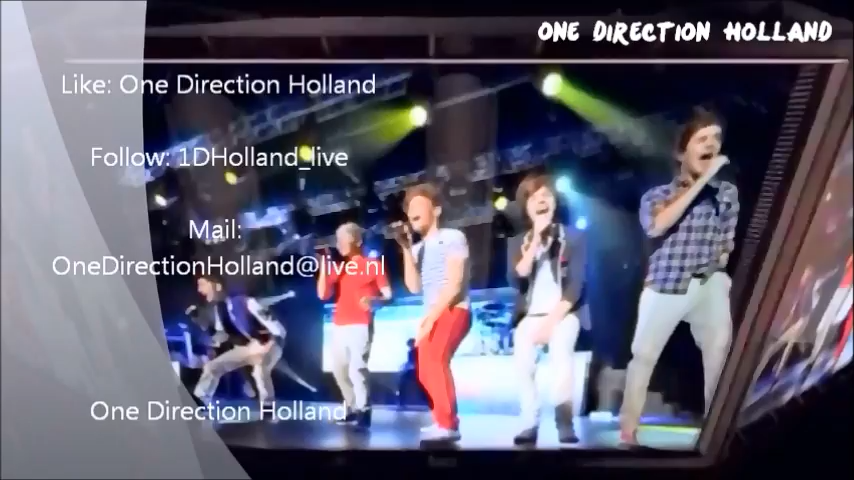 ONE DIRECTION HOLLAND
Like: One Direction Holland
Follow: 1DHolland_live
Mail:
OneDirectionHolland@live.nl
One Direction Holland